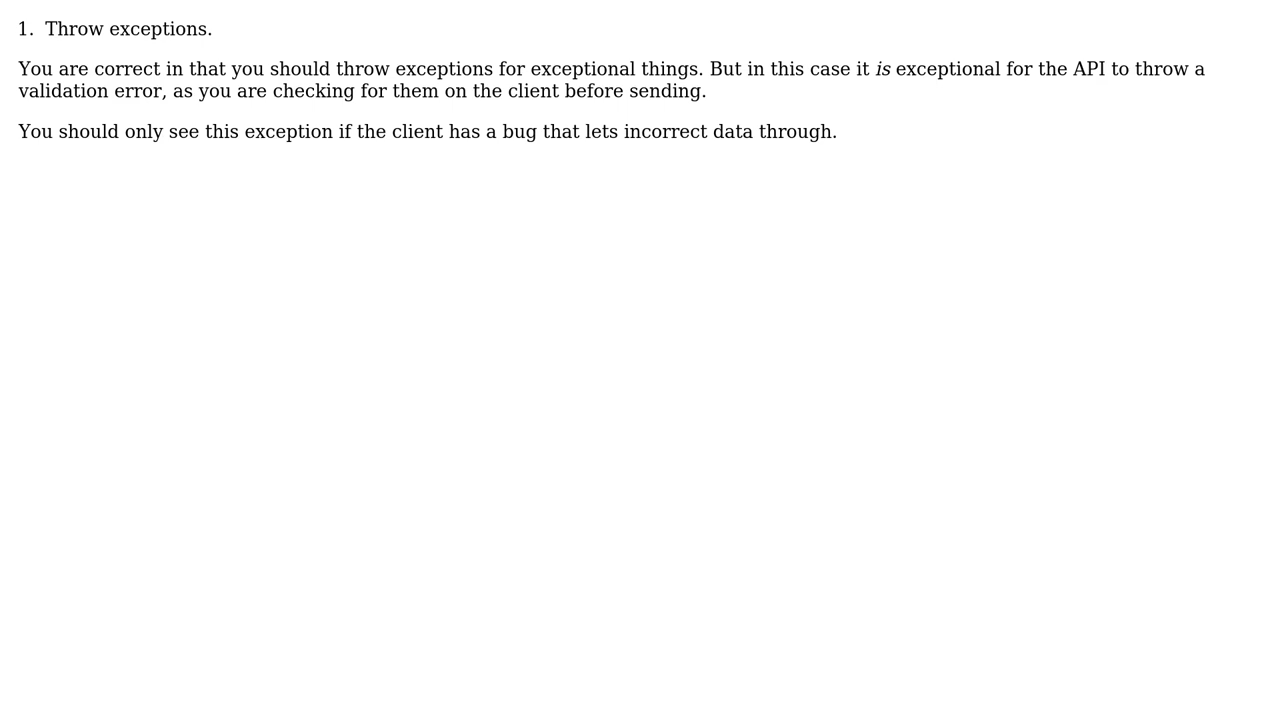 1. Throw exceptions.
You are correct in that you should throw exceptions for exceptional things. But in this case it is exceptional for the API to throw a
validation error, as you are checking for them on the client before sending.
You should only see this exception if the client has a bug that lets incorrect data through.